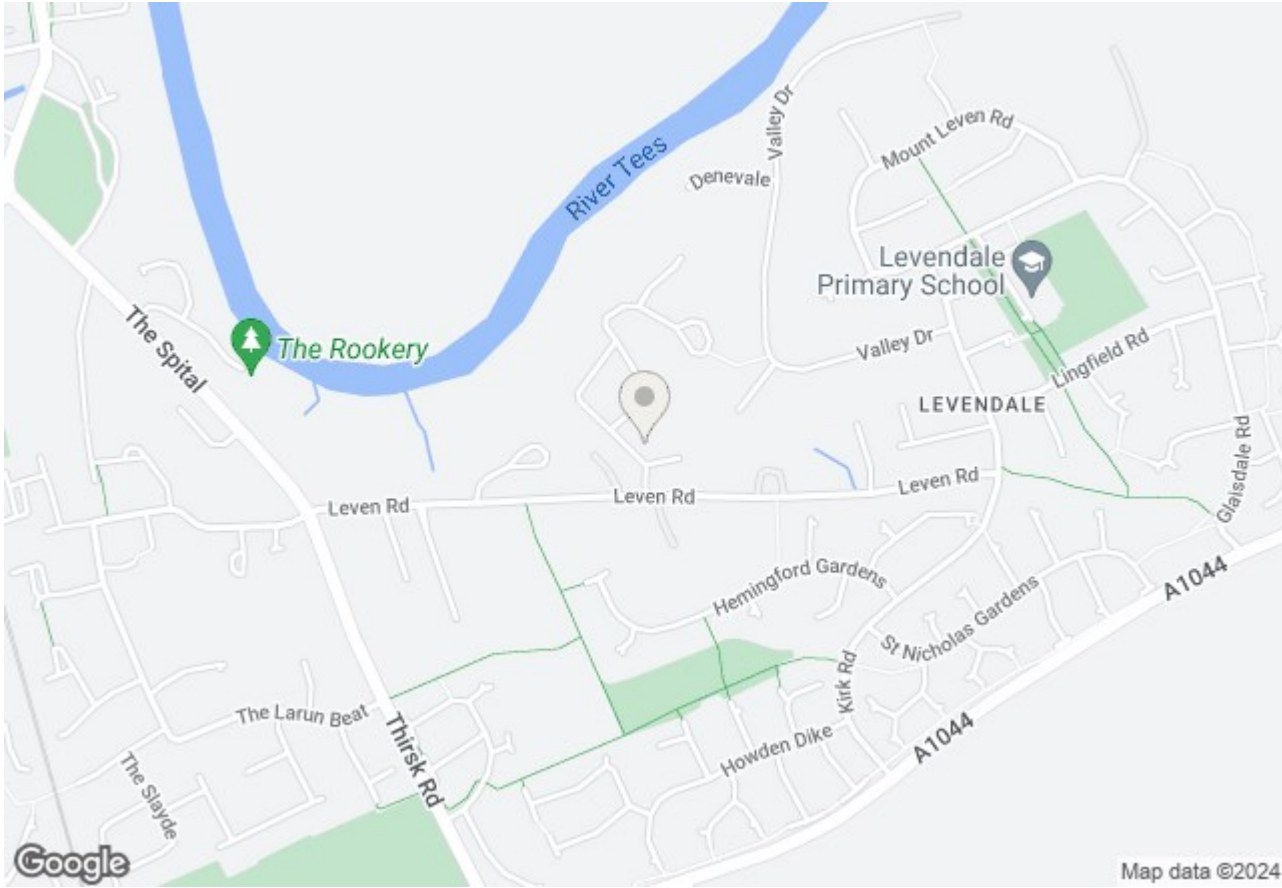 River Tees
Denevale
Valley Dr
Mount Leven Rd
Levendale
Primary School
The Spital
The Rookery
Valley Dr
Lingfield Rd
LEVENDALE
Glaisdale Rd
Leven Rd
Leven Rd
Leven Rd
Hemingford Gardens
St Nicholas Gardens
A1044
Kirk Rd
The Larun Beat
Thirsk Rd
Howden Dike
A1044
The Slayde
Google
Map data ©2024